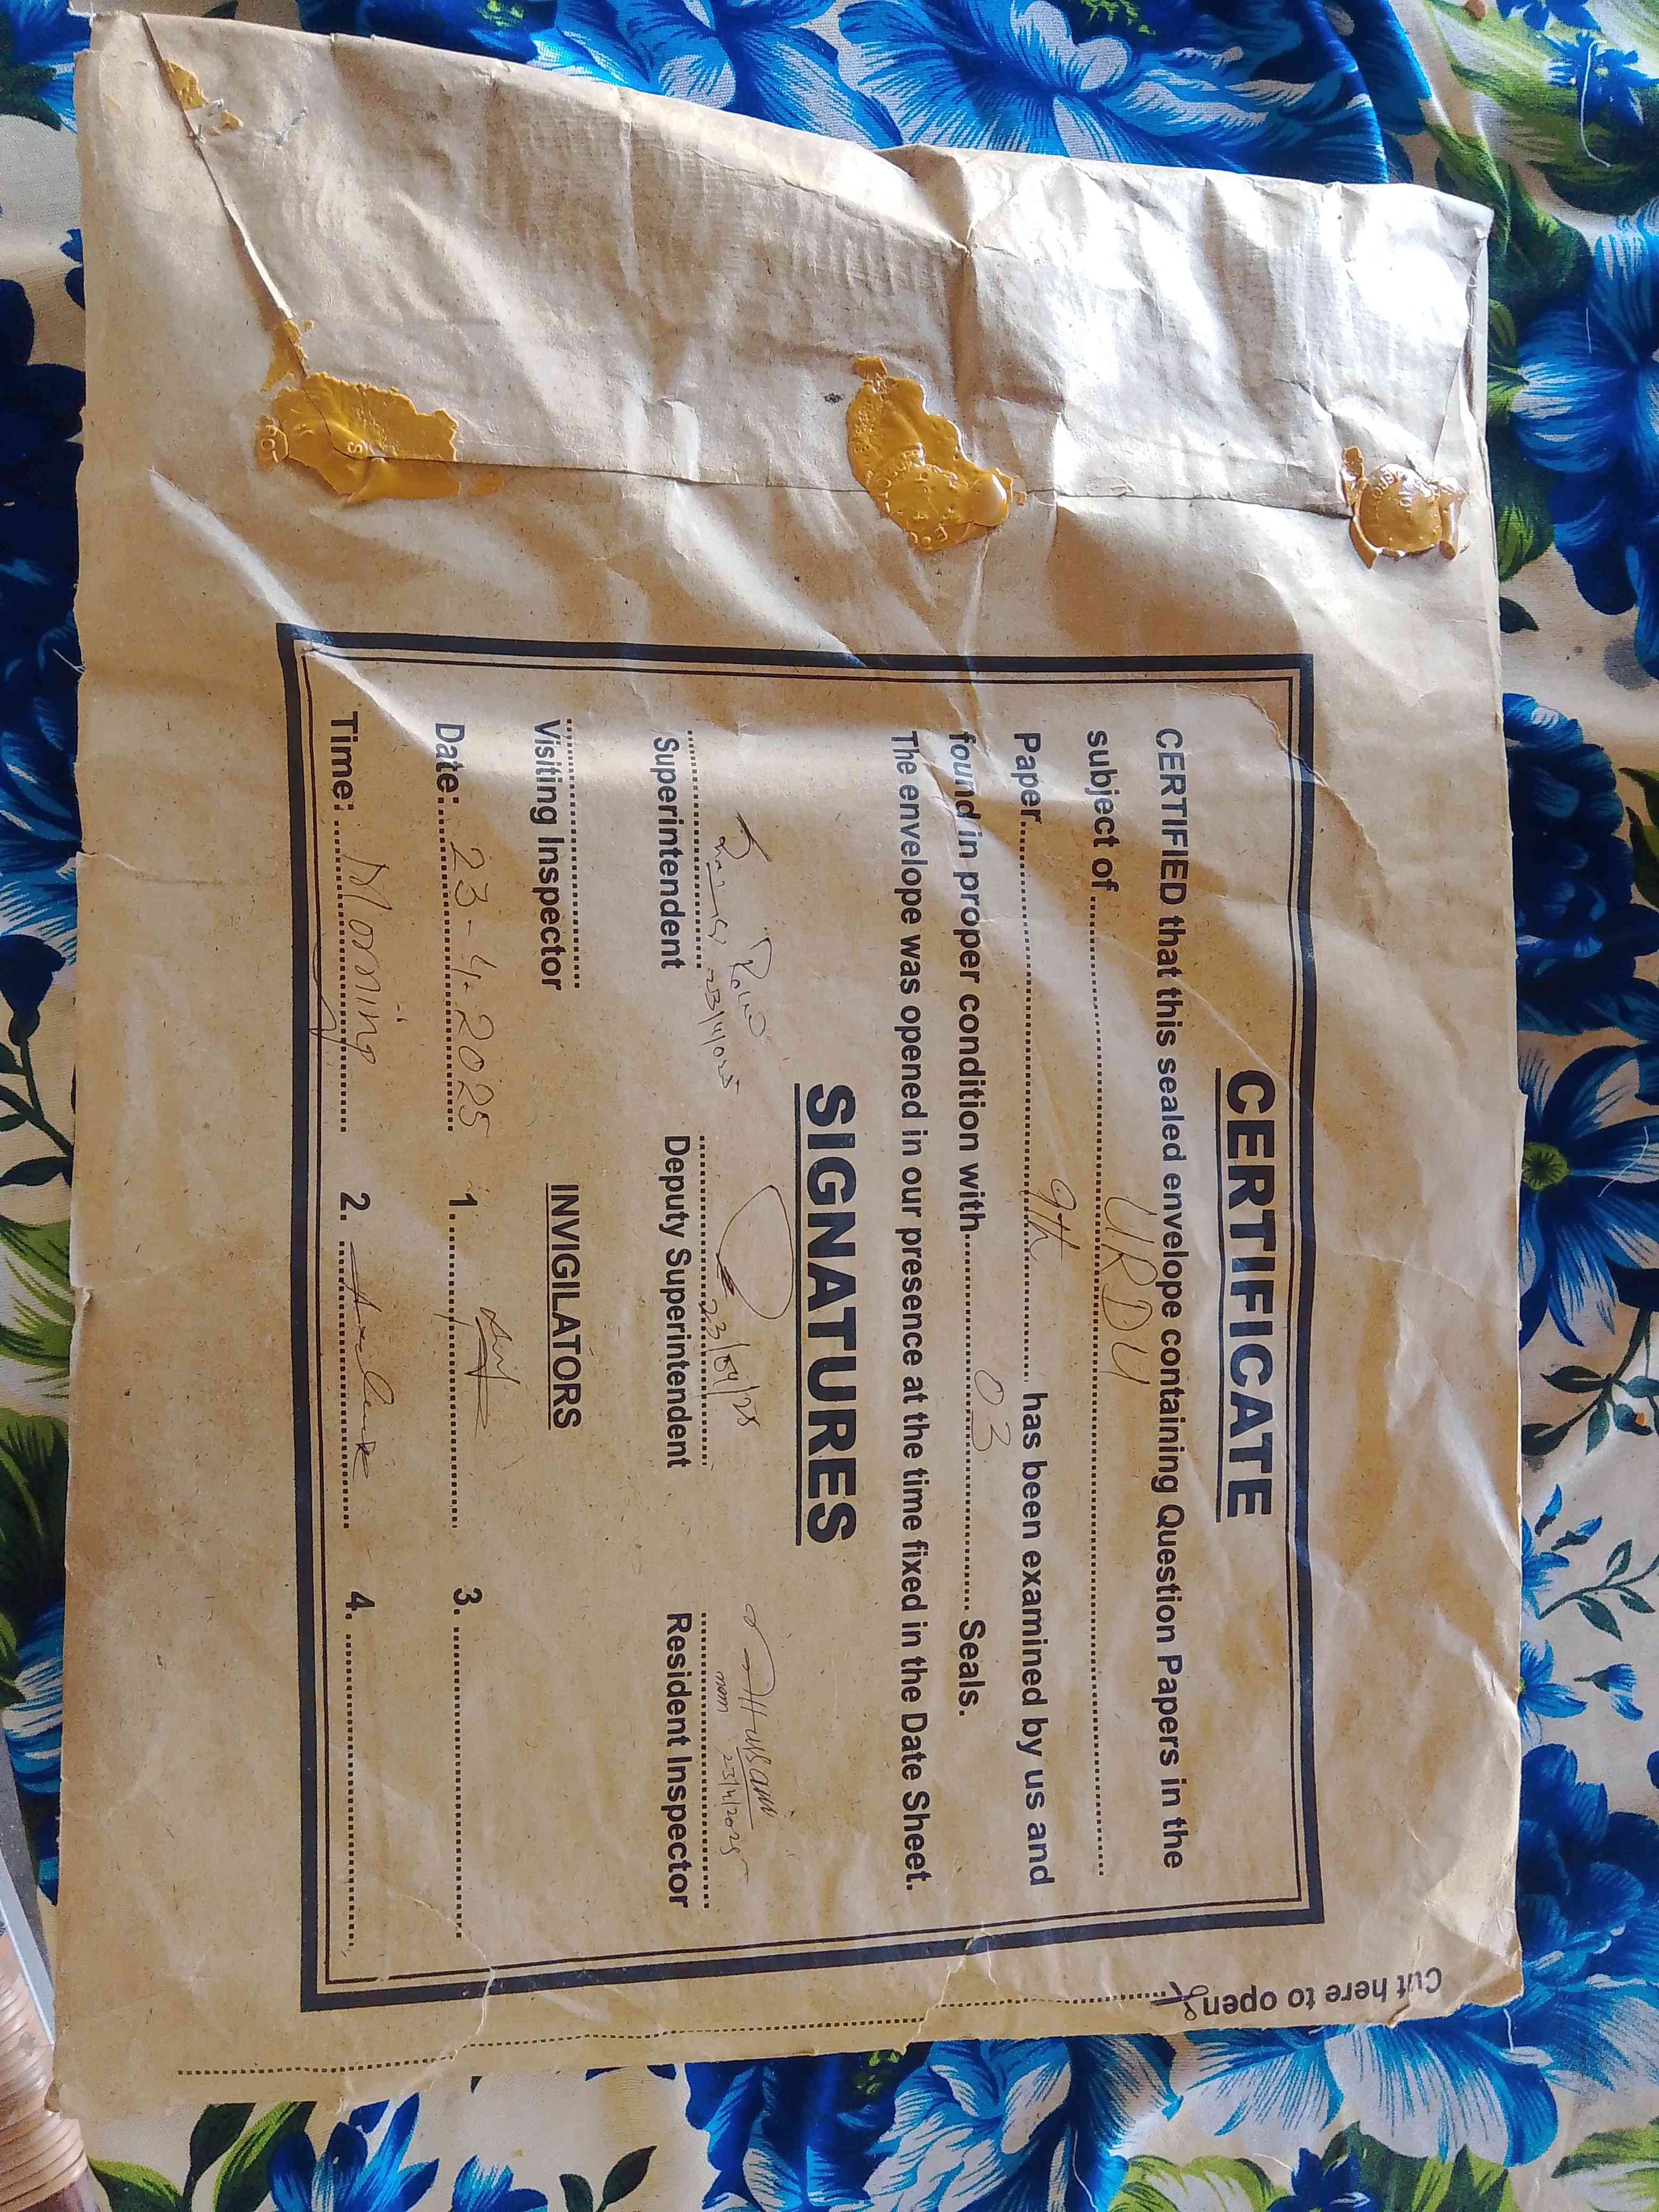 CERTIFICATE
CERTIFIED that this sealed envelope containing Question Papers in the
subject of URDU
Paper 9th has been examined by us and
found in proper condition with 03 Seals.
The envelope was opened in our presence at the time fixed in the Date Sheet.
SIGNATURES
23/04/25
23/4/2025
Superintendent Deputy Superintendent Resident Inspector
Visiting Inspector INVIGILATORS
Date: 23-4-2025 1. 3.
Time: Morning 2. 4.
Cut here to open